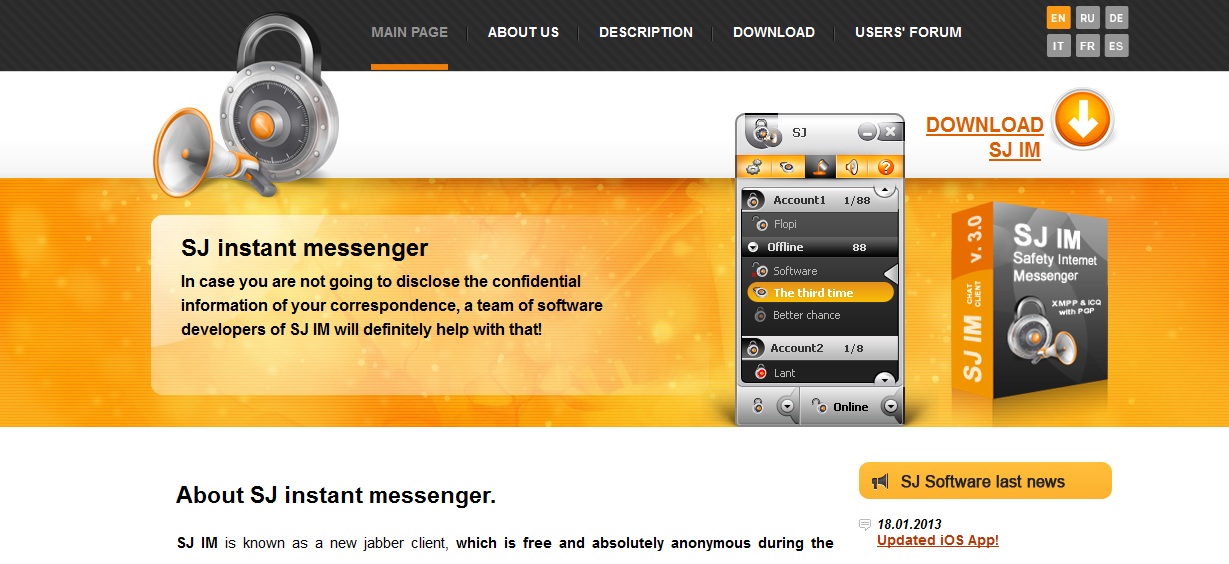 MAIN PAGE
ABOUT US
DESCRIPTION
DOWNLOAD
USERS' FORUM
EN RU DE
IT FR ES
DOWNLOAD
SJ IM
SJ instant messenger
In case you are not going to disclose the confidential
information of your correspondence, a team of software
developers of SJ IM will definitely help with that!
SJ
Account1 1/88
Flopi
Offline 88
Software
The third time
Better chance
Account2 1/8
Lant
Online
SJ IM CHAT CLIENT v. 3.0
SJ IM
Safety Internet
Messenger
XMPP & ICQ
with PGP
About SJ instant messenger.
SJ IM is known as a new jabber client, which is free and absolutely anonymous during the
SJ Software last news
18.01.2013
Updated iOS App!